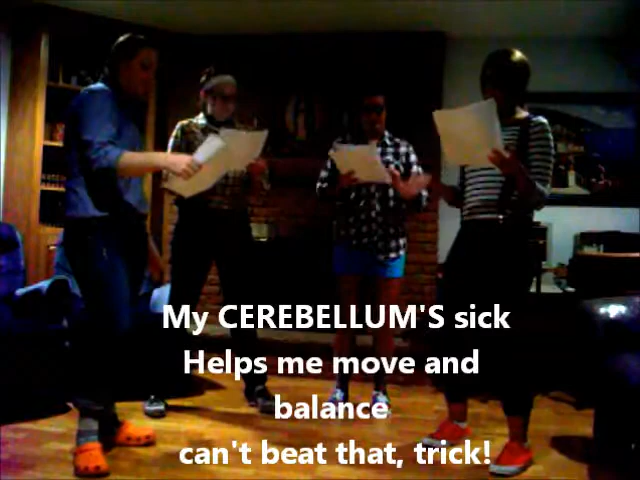 My CEREBELLUM'S sick
Helps me move and
balance
can't beat that, trick!